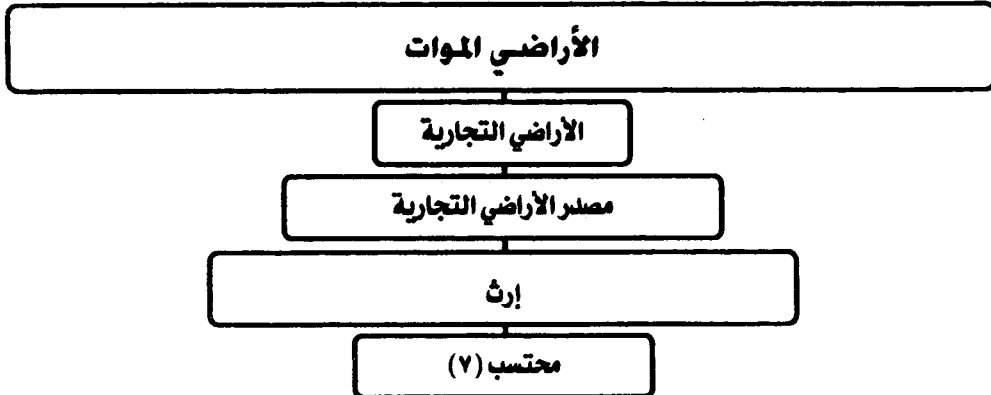 الأراضي الموات
الأراضي التجارية
مصدر الأراضي التجارية
إرث
محتسب (٧)